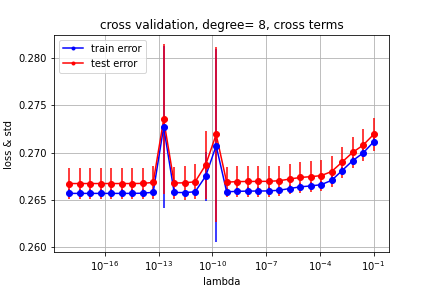 cross validation, degree= 8, cross terms
train error
test error
0.280
0.275
0.270
0.265
0.260
loss & std
10⁻¹⁶ 10⁻¹³ 10⁻¹⁰ 10⁻⁷ 10⁻⁴ 10⁻¹
lambda